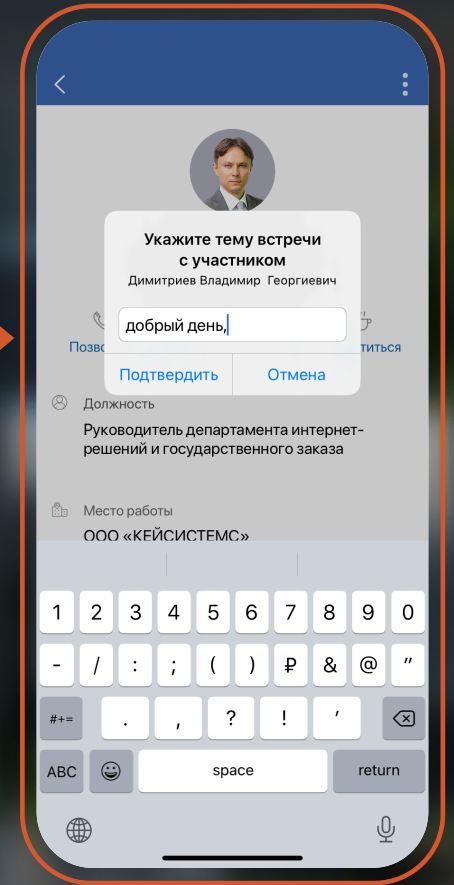 Укажите тему встречи
с участником
Димитриев Владимир Георгиевич
добрый день,
Позво
титься
Подтвердить Отмена
Должность
Руководитель департамента интернет-
решений и государственного заказа
Место работы
ООО «КЕЙСИСТЕМС»
1 2 3 4 5 6 7 8 9 0
- / : ; ( ) ₽ & @ "
#+= . , ? ! '
ABC space return